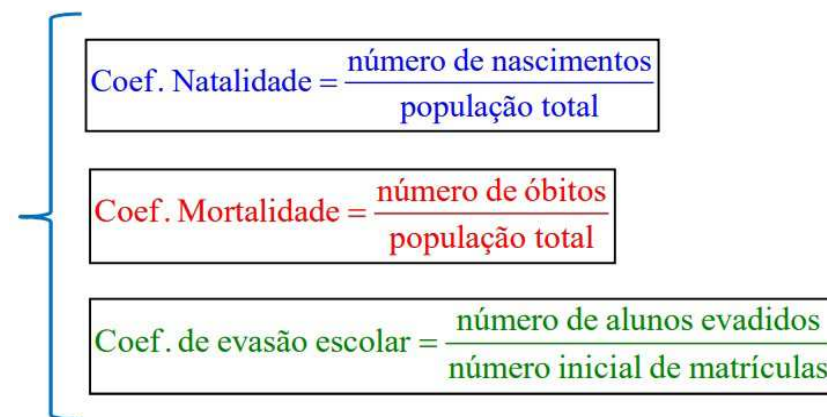 Coef. Natalidade = número de nascimentos / população total
Coef. Mortalidade = número de óbitos / população total
Coef. de evasão escolar = número de alunos evadidos / número inicial de matrículas